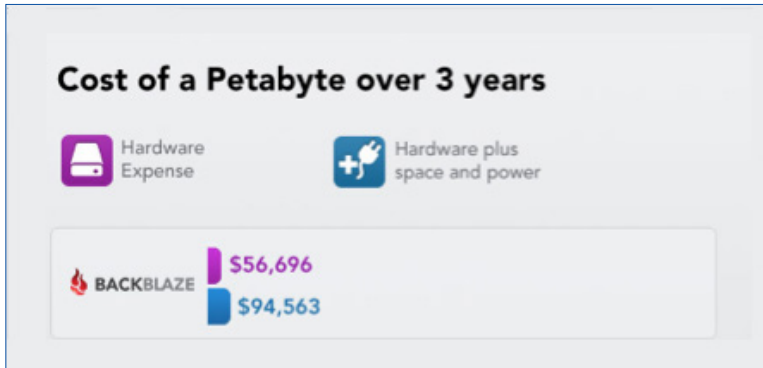 Cost of a Petabyte over 3 years
Hardware
Expense
Hardware plus
space and power
BACKBLAZE
$56,696
$94,563